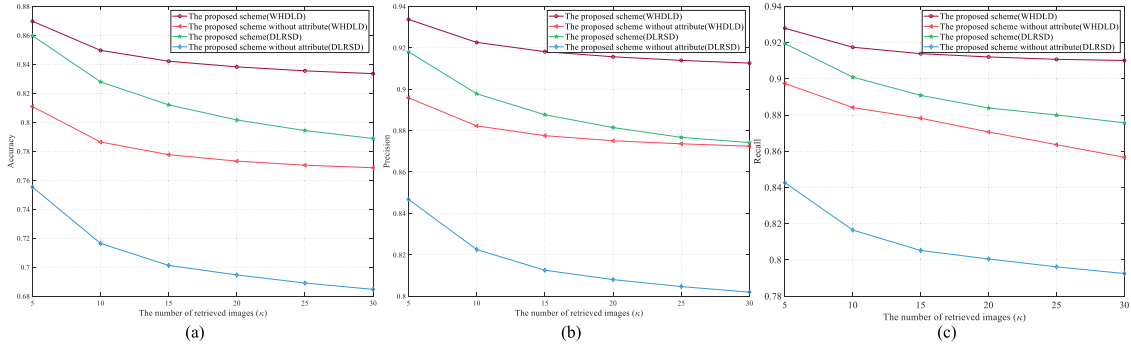 0.88
0.86
0.84
0.82
0.8
0.78
0.76
0.74
0.72
0.7
0.68
Accuracy
The proposed scheme(WHDLD)
The proposed scheme without attribute(WHDLD)
The proposed scheme(DLRSD)
The proposed scheme without attribute(DLRSD)
5 10 15 20 25 30
The number of retrieved images (κ)
(a)
0.94
0.92
0.9
0.88
0.86
0.84
0.82
0.8
Precision
The proposed scheme(WHDLD)
The proposed scheme without attribute(WHDLD)
The proposed scheme(DLRSD)
The proposed scheme without attribute(DLRSD)
5 10 15 20 25 30
The number of retrieved images (κ)
(b)
0.94
0.92
0.9
0.88
0.86
0.84
0.82
0.8
0.78
Recall
The proposed scheme(WHDLD)
The proposed scheme without attribute(WHDLD)
The proposed scheme(DLRSD)
The proposed scheme without attribute(DLRSD)
5 10 15 20 25 30
The number of retrieved images (κ)
(c)